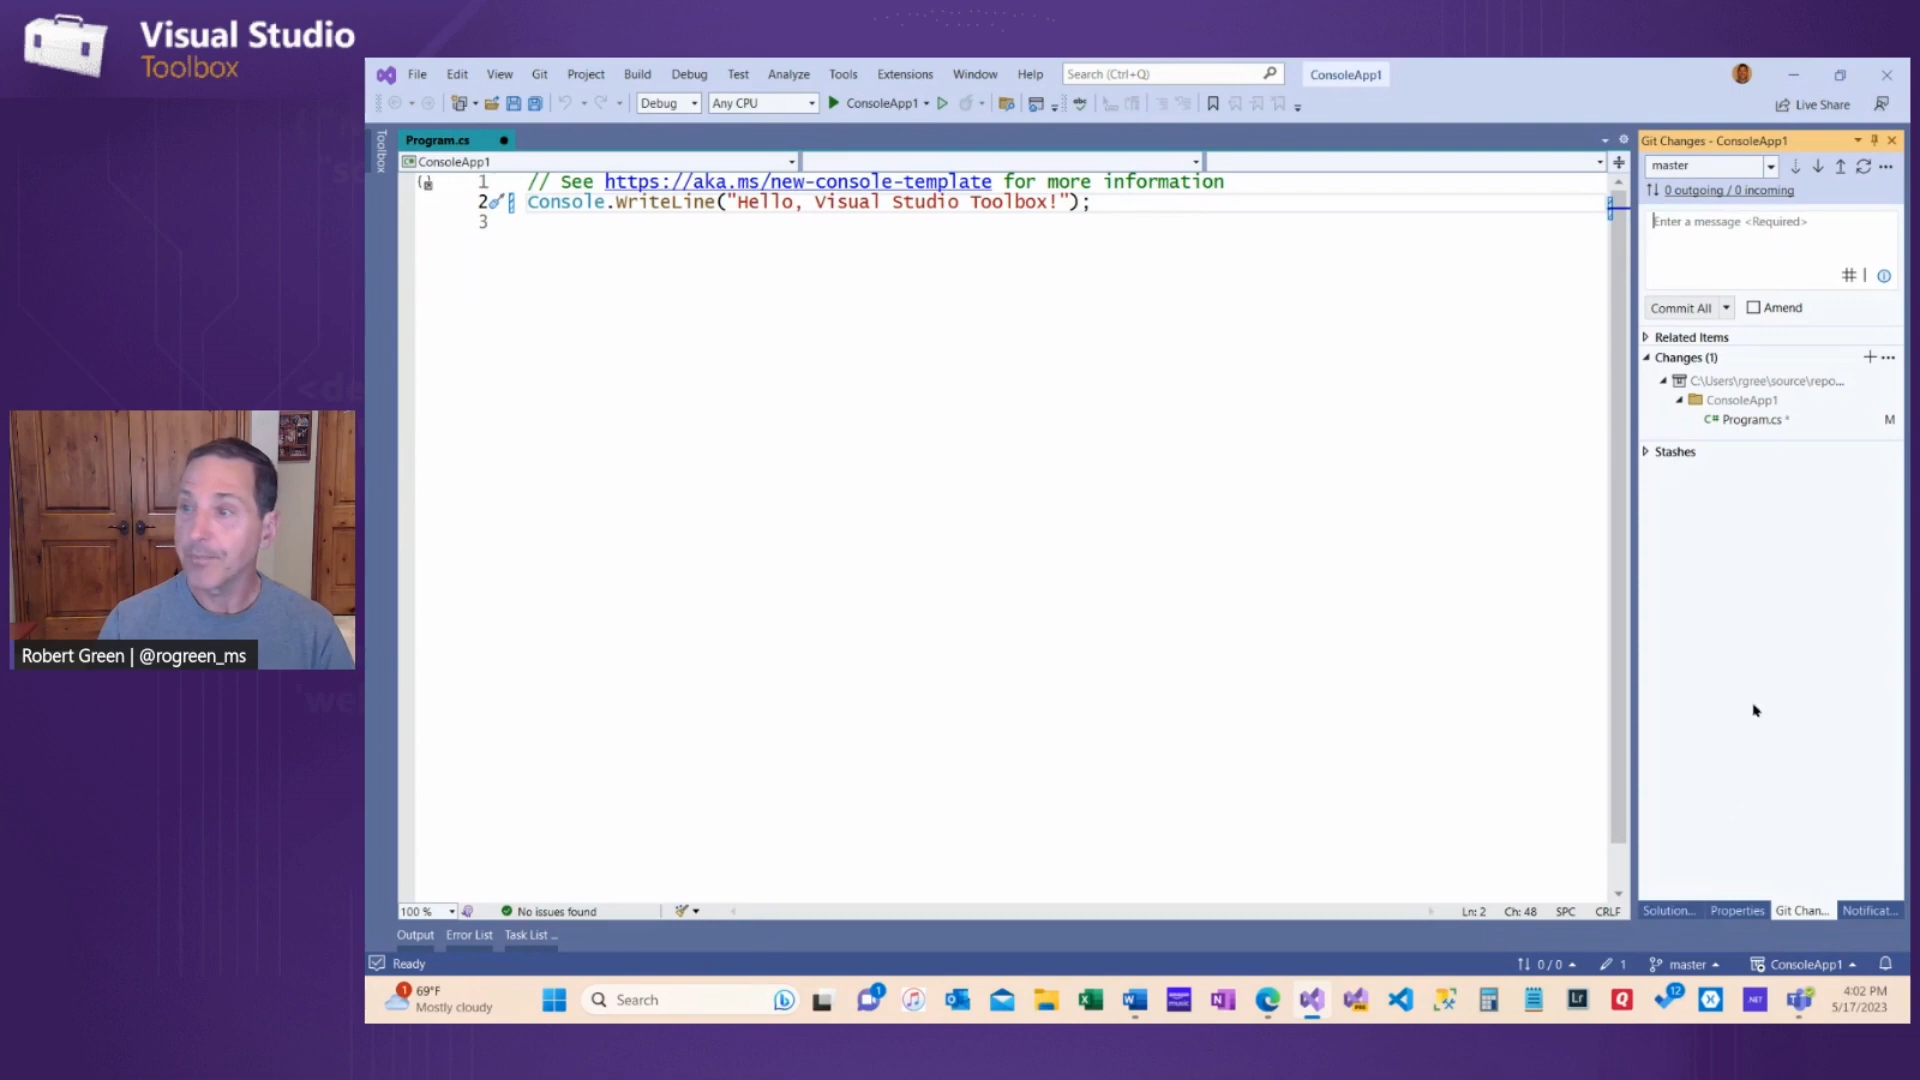 Visual Studio
Toolbox
File Edit View Git Project Build Debug Test Analyze Tools Extensions Window Help Search (Ctrl+Q) ConsoleApp1
Debug Any CPU ConsoleApp1 Live Share
Toolbox
Program.cs
ConsoleApp1
1 // See https://aka.ms/new-console-template for more information
2 Console.WriteLine("Hello, Visual Studio Toolbox!");
3
Git Changes - ConsoleApp1
master
0 outgoing / 0 incoming
Enter a message <Required>
Commit All Amend
Related Items
Changes (1)
C:\Users\rgree\source\repo...
ConsoleApp1
C# Program.cs * M
Stashes
Robert Green | @rogreen_ms
100 % No issues found Ln: 2 Ch: 48 SPC CRLF
Solution... Properties Git Chan... Notificat...
Output Error List Task List ...
Ready 0 / 0 1 master ConsoleApp1
1 69°F
Mostly cloudy
Search
1
12
4:02 PM
5/17/2023